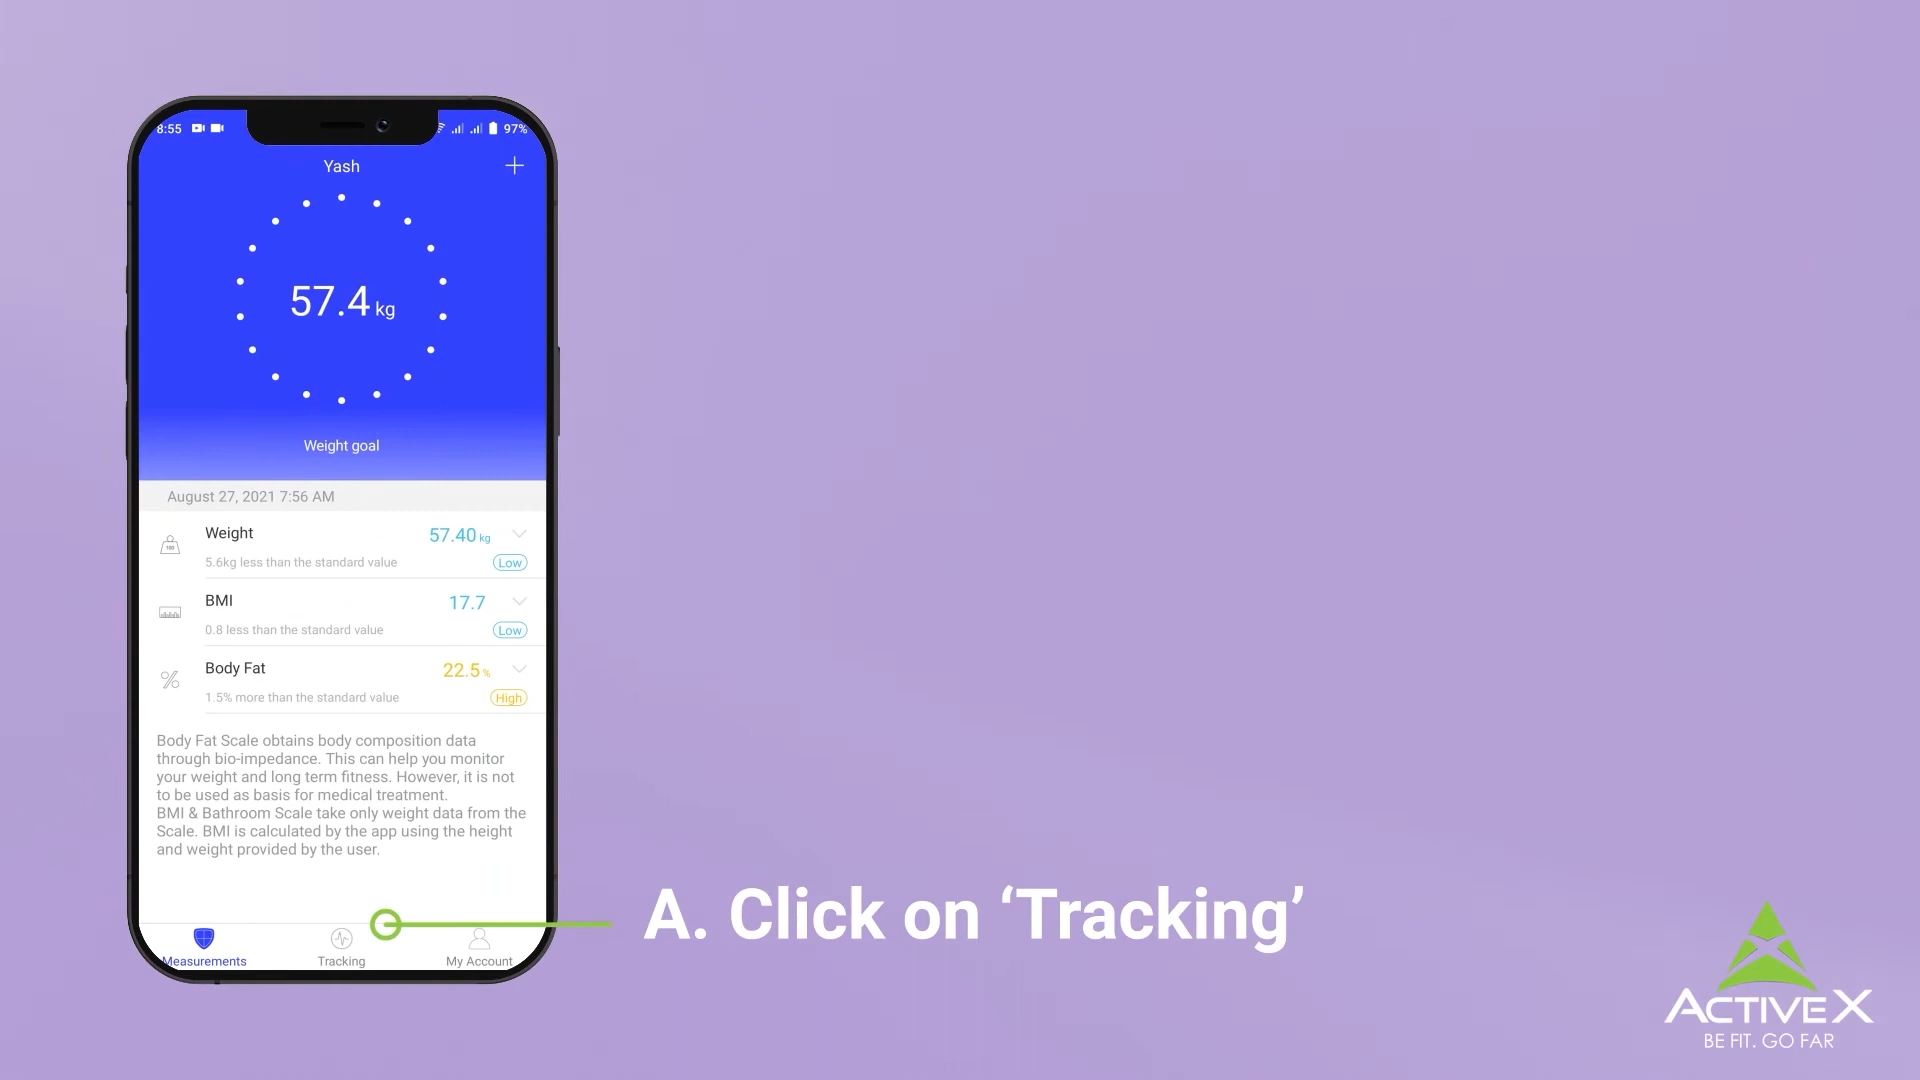 8:55
97%
Yash
57.4 kg
Weight goal
August 27, 2021 7:56 AM
Weight
57.40 kg
5.6kg less than the standard value
Low
BMI
17.7
0.8 less than the standard value
Low
Body Fat
22.5 %
1.5% more than the standard value
High
Body Fat Scale obtains body composition data
through bio-impedance. This can help you monitor
your weight and long term fitness. However, it is not
to be used as basis for medical treatment.
BMI & Bathroom Scale take only weight data from the
Scale. BMI is calculated by the app using the height
and weight provided by the user.
Measurements
Tracking
My Account
A. Click on ‘Tracking’
ACTIVEX
BE FIT. GO FAR